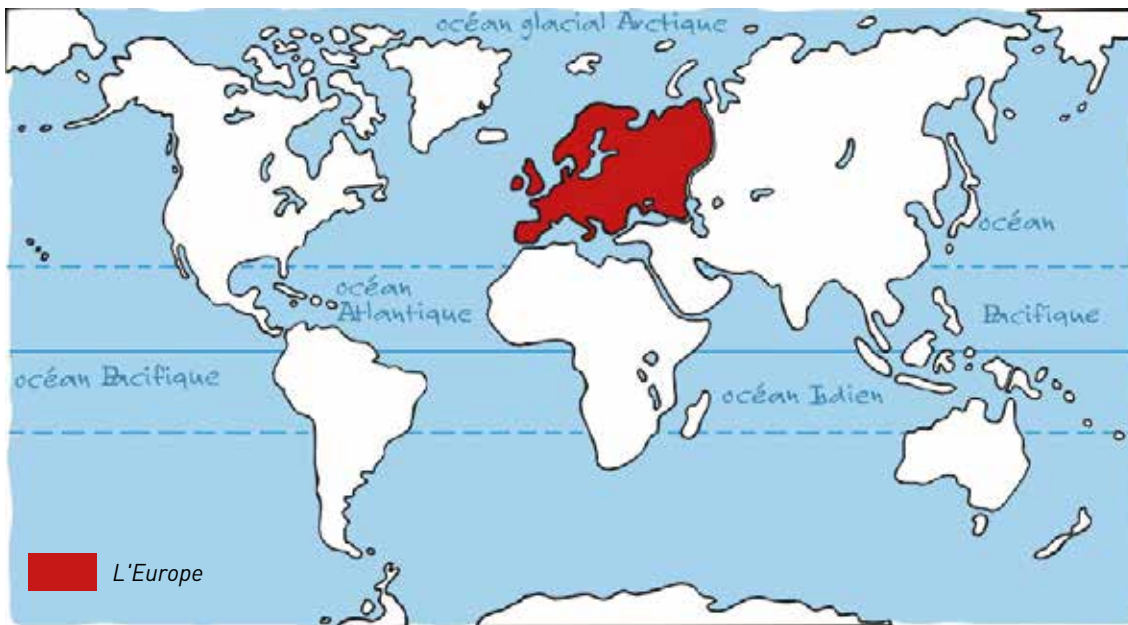 océan glacial Arctique
océan
océan
Atlantique
Pacifique
océan Pacifique
océan Indien
L'Europe